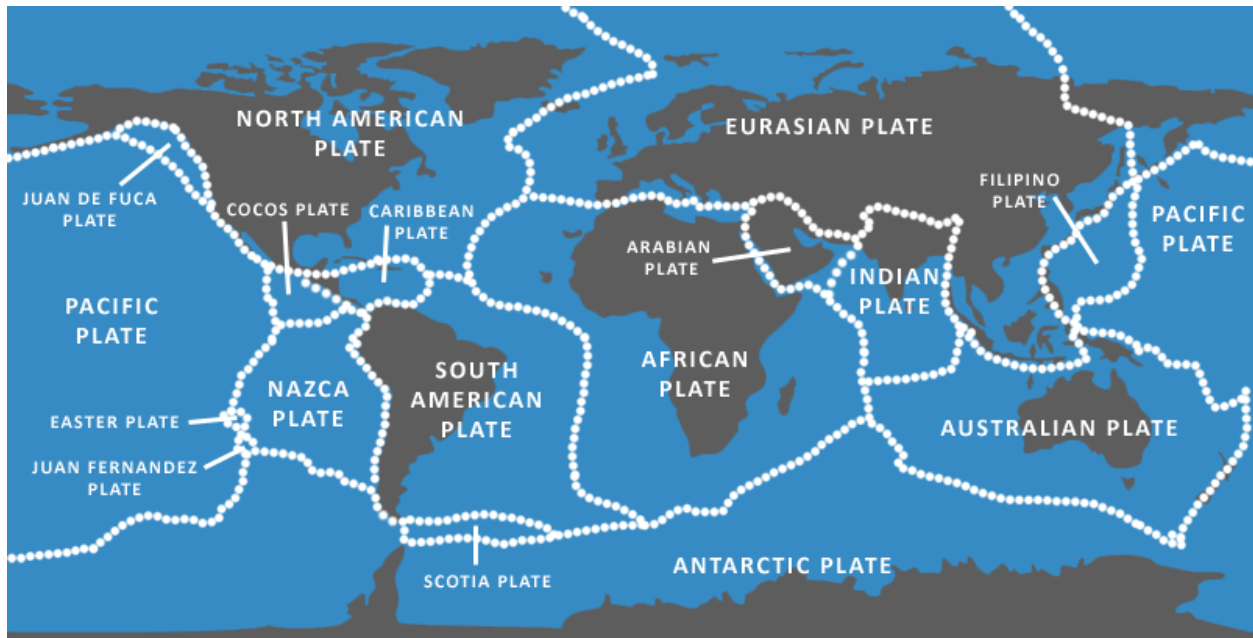 NORTH AMERICAN
PLATE
EURASIAN PLATE
JUAN DE FUCA
PLATE
COCOS PLATE
CARIBBEAN
PLATE
FILIPINO
PLATE
PACIFIC
PLATE
ARABIAN
PLATE
INDIAN
PLATE
PACIFIC
PLATE
NAZCA
PLATE
SOUTH
AMERICAN
PLATE
AFRICAN
PLATE
EASTER PLATE
AUSTRALIAN PLATE
JUAN FERNANDEZ
PLATE
SCOTIA PLATE
ANTARCTIC PLATE